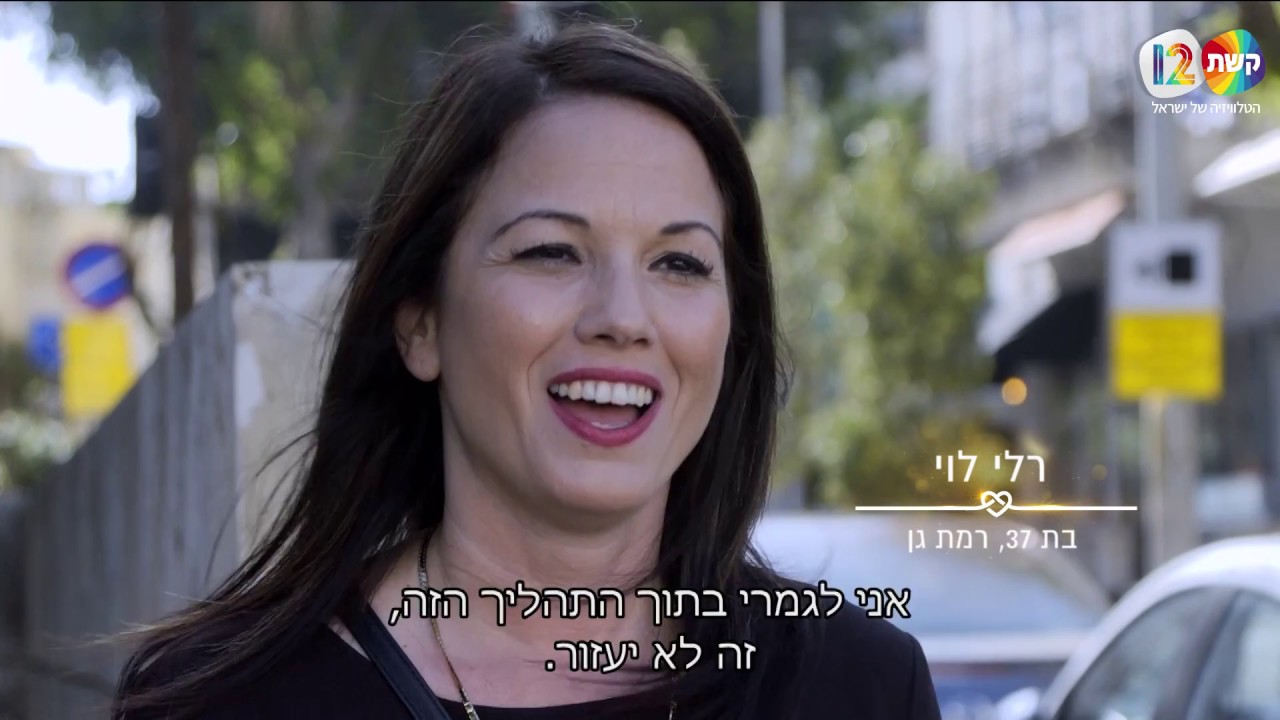 12 קשת
הטלוויזיה של ישראל
רלי לוי
בת 37, רמת גן
אני לגמרי בתוך התהליך הזה,
זה לא יעזור.